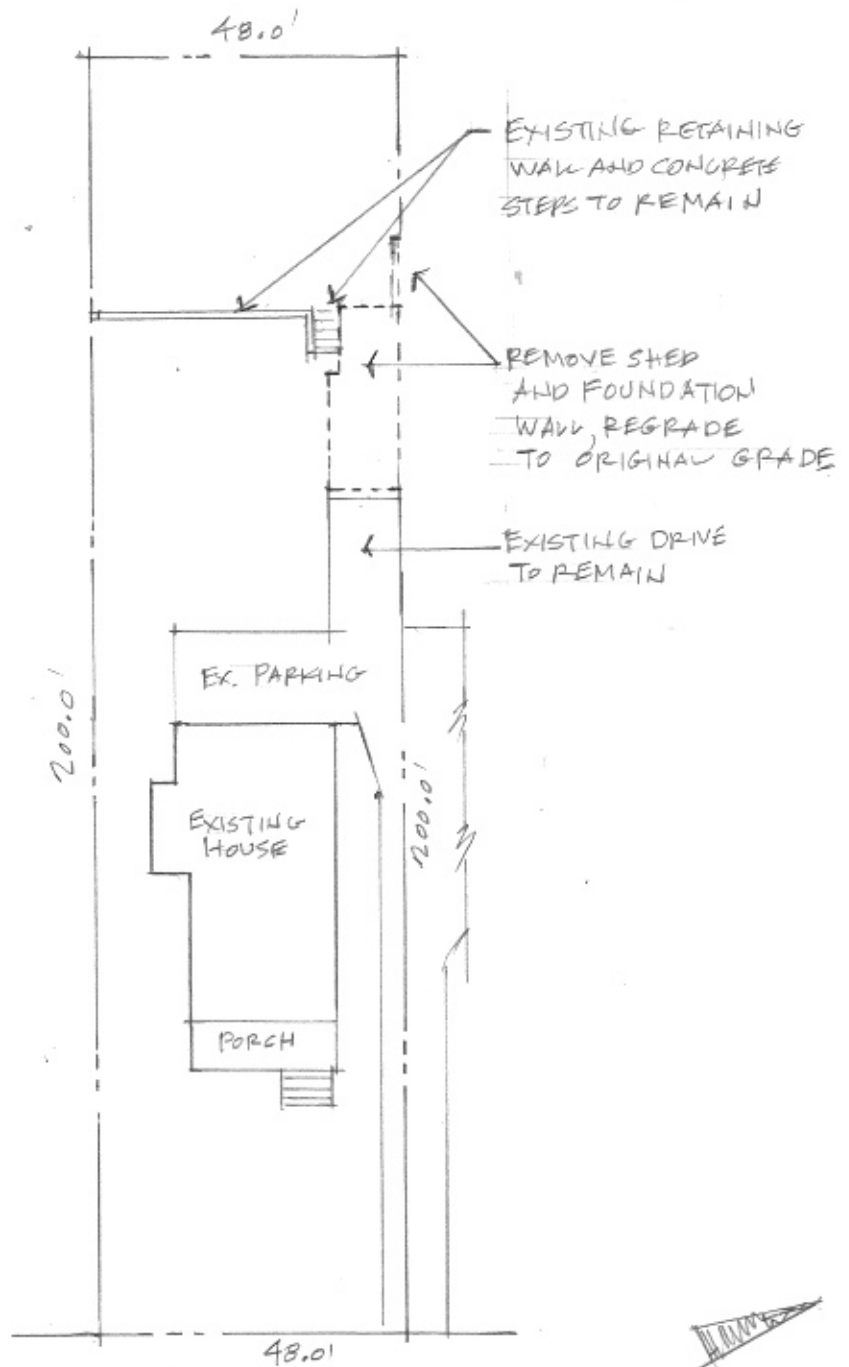 48.0'
EXISTING RETAINING
WALL AND CONCRETE
STEPS TO REMAIN
REMOVE SHED
AND FOUNDATION
WALL, REGRADE
TO ORIGINAL GRADE
EXISTING DRIVE
TO REMAIN
EX. PARKING
200.0'
EXISTING
HOUSE
200.0'
PORCH
48.0'